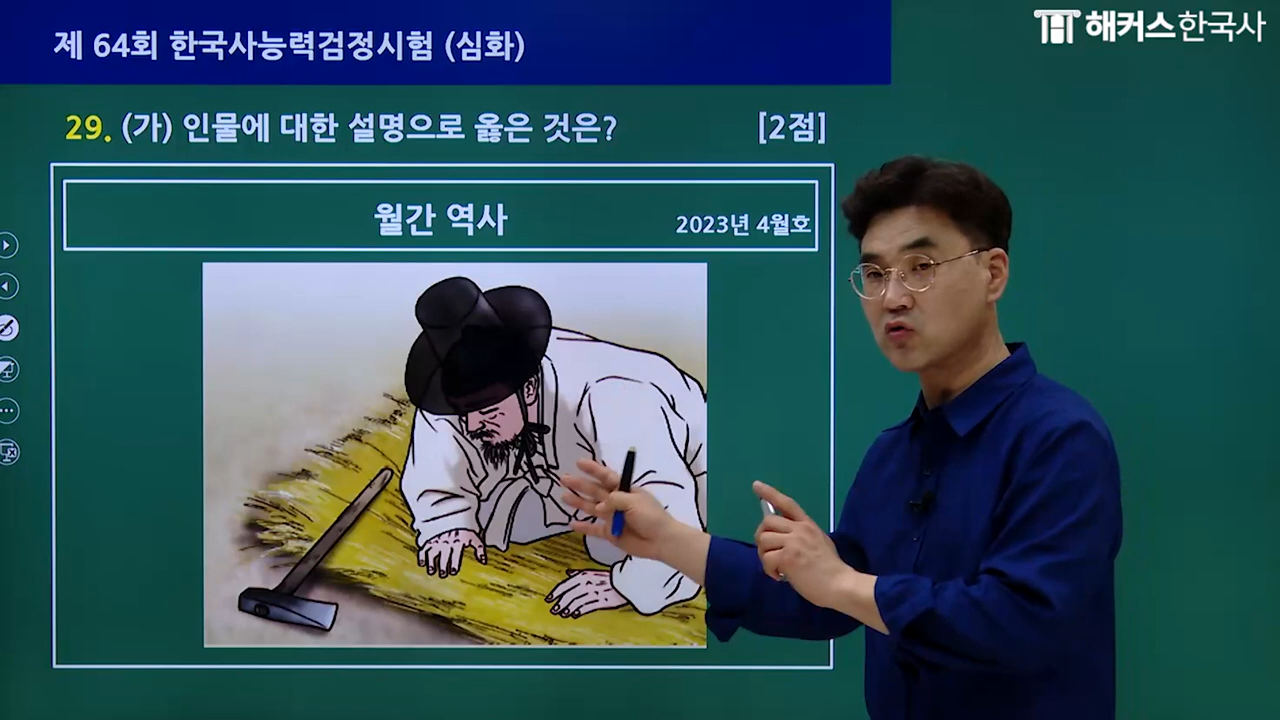 제 64회 한국사능력검정시험 (심화)
해커스한국사
29. (가) 인물에 대한 설명으로 옳은 것은? [2점]
월간 역사
2023년 4월호